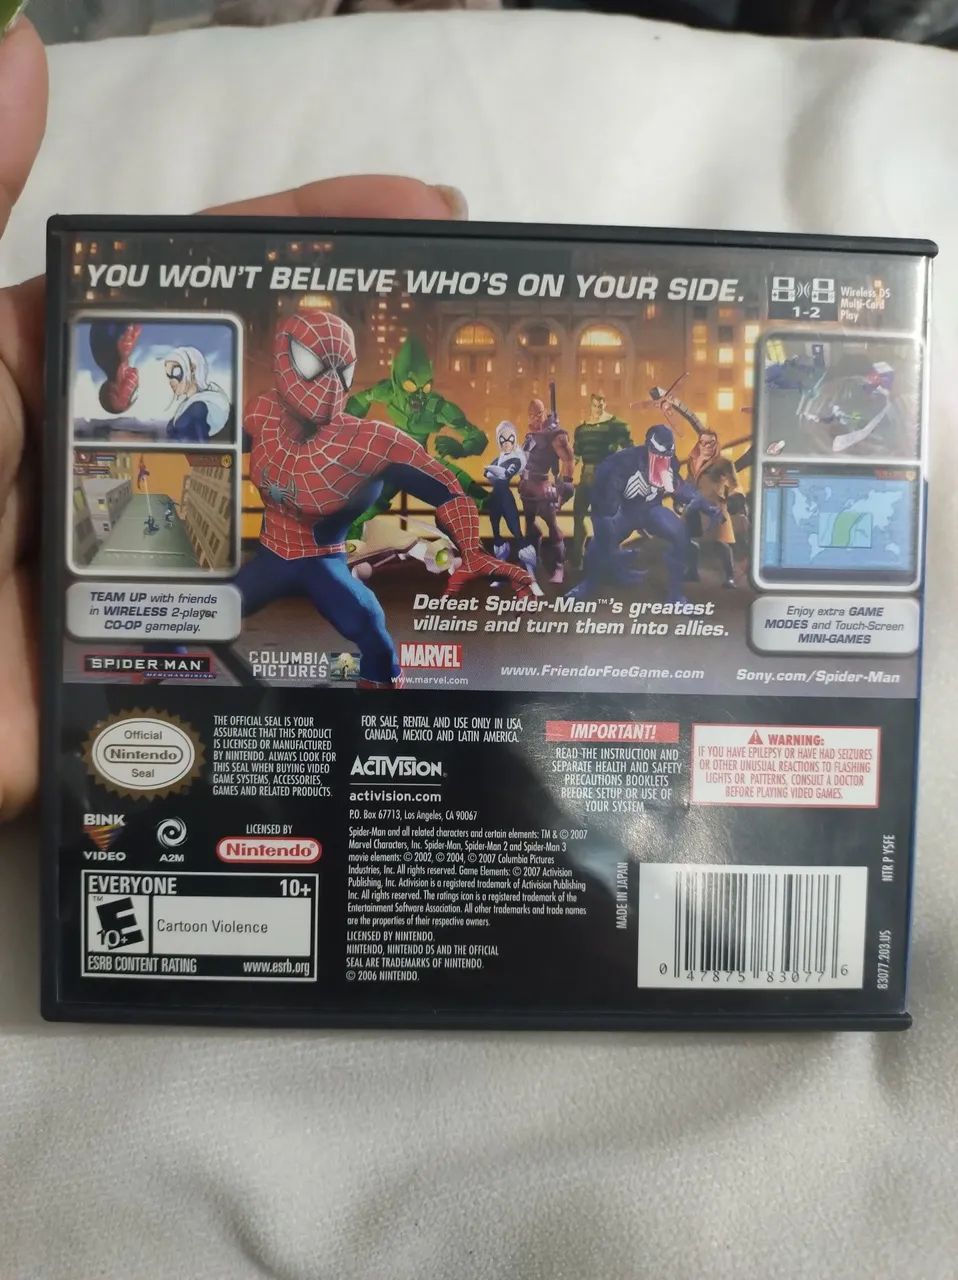 YOU WON'T BELIEVE WHO'S ON YOUR SIDE.
1-2
Wireless DS
Multi-Card
Play
TEAM UP with friends
in WIRELESS 2-player
CO-OP gameplay.
Defeat Spider-Man™'s greatest
villains and turn them into allies.
Enjoy extra GAME
MODES and Touch-Screen
MINI-GAMES
SPIDER-MAN™
MERCHANDISING
COLUMBIA
PICTURES
MARVEL
www.marvel.com
www.FriendorFoeGame.com
Sony.com/Spider-Man
Official
Nintendo
Seal
THE OFFICIAL SEAL IS YOUR
ASSURANCE THAT THIS PRODUCT
IS LICENSED OR MANUFACTURED
BY NINTENDO. ALWAYS LOOK FOR
THIS SEAL WHEN BUYING VIDEO
GAME SYSTEMS, ACCESSORIES,
GAMES AND RELATED PRODUCTS.
BINK
VIDEO
A2M
LICENSED BY
Nintendo®
EVERYONE 10+
™
E
10+
Cartoon Violence
ESRB CONTENT RATING www.esrb.org
FOR SALE, RENTAL AND USE ONLY IN USA,
CANADA, MEXICO AND LATIN AMERICA.
ACTIVISION®
activision.com
P.O. Box 67713, Los Angeles, CA 90067
Spider-Man and all related characters and certain elements: TM & © 2007
Marvel Characters, Inc. Spider-Man, Spider-Man 2 and Spider-Man 3
movie elements: © 2002, © 2004, © 2007 Columbia Pictures
Industries, Inc. All rights reserved. Game Elements: © 2007 Activision
Publishing, Inc. Activision is a registered trademark of Activision Publishing
Inc. All rights reserved. The ratings icon is a registered trademark of the
Entertainment Software Association. All other trademarks and trade names
are the properties of their respective owners.
LICENSED BY NINTENDO.
NINTENDO, NINTENDO DS AND THE OFFICIAL
SEAL ARE TRADEMARKS OF NINTENDO.
© 2006 NINTENDO.
IMPORTANT!
READ THE INSTRUCTION AND
SEPARATE HEALTH AND SAFETY
PRECAUTIONS BOOKLETS
BEFORE SETUP OR USE OF
YOUR SYSTEM
WARNING:
IF YOU HAVE EPILEPSY OR HAVE HAD SEIZURES
OR OTHER UNUSUAL REACTIONS TO FLASHING
LIGHTS OR PATTERNS, CONSULT A DOCTOR
BEFORE PLAYING VIDEO GAMES.
MADE IN JAPAN
0 47875 83077 6
NTR P YSFE
83077.203.US